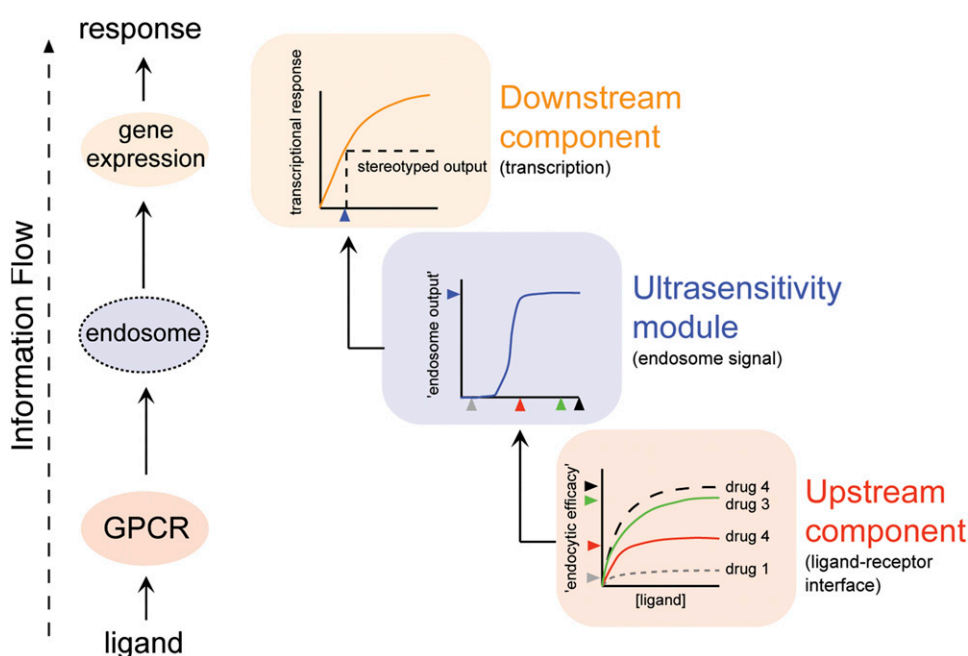 Information Flow
response
gene
expression
endosome
GPCR
ligand
transcriptional response
stereotyped output
Downstream
component
(transcription)
'endosome output'
Ultrasensitivity
module
(endosome signal)
'endocytic efficacy'
drug 4
drug 3
drug 4
drug 1
[ligand]
Upstream
component
(ligand-receptor
interface)